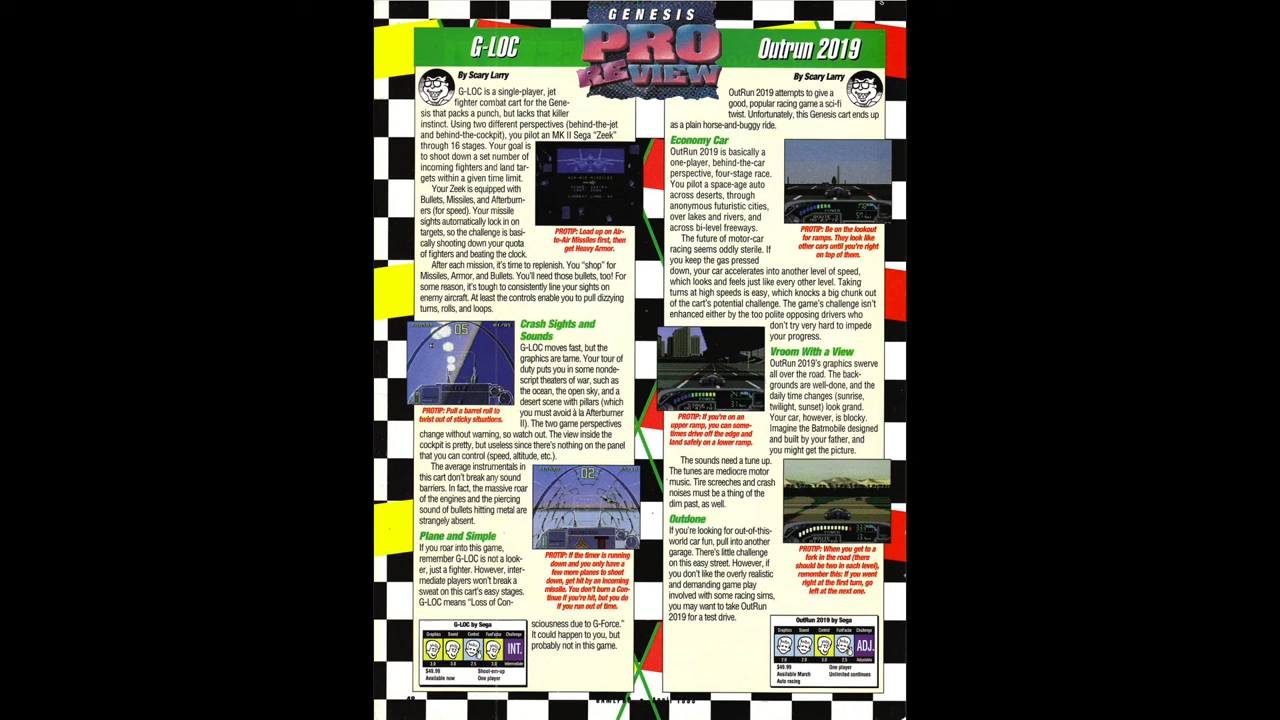 GENESIS
PRO
REVIEW
G-LOC
By Scary Larry
G-LOC is a single-player, jet
fighter combat cart for the Gene-
sis that packs a punch, but lacks that killer
instinct. Using two different perspectives (behind-the-jet
and behind-the-cockpit), you pilot an MK II Sega "Zeek"
through 16 stages. Your goal is
to shoot down a set number of
incoming fighters and land tar-
gets within a given time limit.
Your Zeek is equipped with
Bullets, Missiles, and Afterburn-
ers (for speed). Your missile
sights automatically lock in on
targets, so the challenge is basi-
cally shooting down your quota
of fighters and beating the clock.
PROTIP: Load up on Air-
to-Air Missiles first, then
get Heavy Armor.
After each mission, it's time to replenish. You "shop" for
Missiles, Armor, and Bullets. You'll need those bullets, too! For
some reason, it's tough to consistently line your sights on
enemy aircraft. At least the controls enable you to pull dizzying
turns, rolls, and loops.
05
PROTIP: Pull a barrel roll to
twist out of sticky situations.
Crash Sights and
Sounds
G-LOC moves fast, but the
graphics are tame. Your tour of
duty puts you in some nonde-
script theaters of war, such as
the ocean, the open sky, and a
desert scene with pillars (which
you must avoid à la Afterburner
II). The two game perspectives
change without warning, so watch out. The view inside the
cockpit is pretty, but useless since there's nothing on the panel
that you can control (speed, altitude, etc.).
The average instrumentals in
this cart don't break any sound
barriers. In fact, the massive roar
of the engines and the piercing
sound of bullets hitting metal are
strangely absent.
02
PROTIP: If the timer is running
down and you only have a
few more planes to shoot
down, get hit by an incoming
missile. You don't burn a Con-
tinue if you're hit, but you do
if you run out of time.
Plane and Simple
If you roar into this game,
remember G-LOC is not a look-
er, just a fighter. However, inter-
mediate players won't break a
sweat on this cart's easy stages.
G-LOC means "Loss of Con-
sciousness due to G-Force."
It could happen to you, but
probably not in this game.
G-LOC by Sega
Graphics Sound Control FunFactor Challenge
INT.
3.0 3.0 2.5 3.0 Intermediate
$49.99 Shoot-em-up
Available now One player
Outrun 2019
By Scary Larry
OutRun 2019 attempts to give a
good, popular racing game a sci-fi
twist. Unfortunately, this Genesis cart ends up
as a plain horse-and-buggy ride.
Economy Car
OutRun 2019 is basically a
one-player, behind-the-car
perspective, four-stage race.
You pilot a space-age auto
across deserts, through
anonymous futuristic cities,
over lakes and rivers, and
across bi-level freeways.
The future of motor-car
racing seems oddly sterile. If
you keep the gas pressed
down, your car accelerates into another level of speed,
which looks and feels just like every other level. Taking
turns at high speeds is easy, which knocks a big chunk out
of the cart's potential challenge. The game's challenge isn't
enhanced either by the too polite opposing drivers who
don't try very hard to impede
your progress.
PROTIP: Be on the lookout
for ramps. They look like
other cars until you're right
on top of them.
PROTIP: If you're on an
upper ramp, you can some-
times drive off the edge and
land safely on a lower ramp.
Vroom With a View
OutRun 2019's graphics swerve
all over the road. The back-
grounds are well-done, and the
daily time changes (sunrise,
twilight, sunset) look grand.
Your car, however, is blocky.
Imagine the Batmobile designed
and built by your father, and
you might get the picture.
The sounds need a tune up.
The tunes are mediocre motor
music. Tire screeches and crash
noises must be a thing of the
dim past, as well.
Outdone
If you're looking for out-of-this-
world car fun, pull into another
garage. There's little challenge
on this easy street. However, if
you don't like the overly realistic
and demanding game play
involved with some racing sims,
you may want to take OutRun
2019 for a test drive.
PROTIP: When you get to a
fork in the road (there
should be two in each level),
remember this: If you went
right at the first turn, go
left at the next one.
OutRun 2019 by Sega
Graphics Sound Control FunFactor Challenge
ADJ.
2.0 2.0 3.0 2.5 Adjustable
$49.99 One player
Available March Unlimited continues
Auto racing